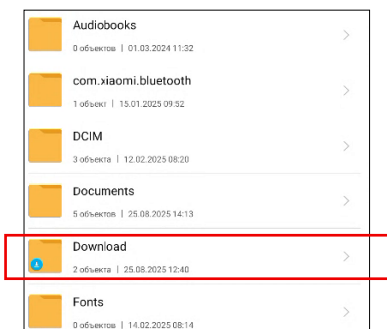 Audiobooks
0 объектов | 01.03.2024 11:32
com.xiaomi.bluetooth
1 объект | 15.01.2025 09:52
DCIM
3 объекта | 12.02.2025 08:20
Documents
5 объектов | 25.08.2025 14:13
Download
2 объекта | 25.08.2025 12:40
Fonts
0 объектов | 14.02.2025 08:14